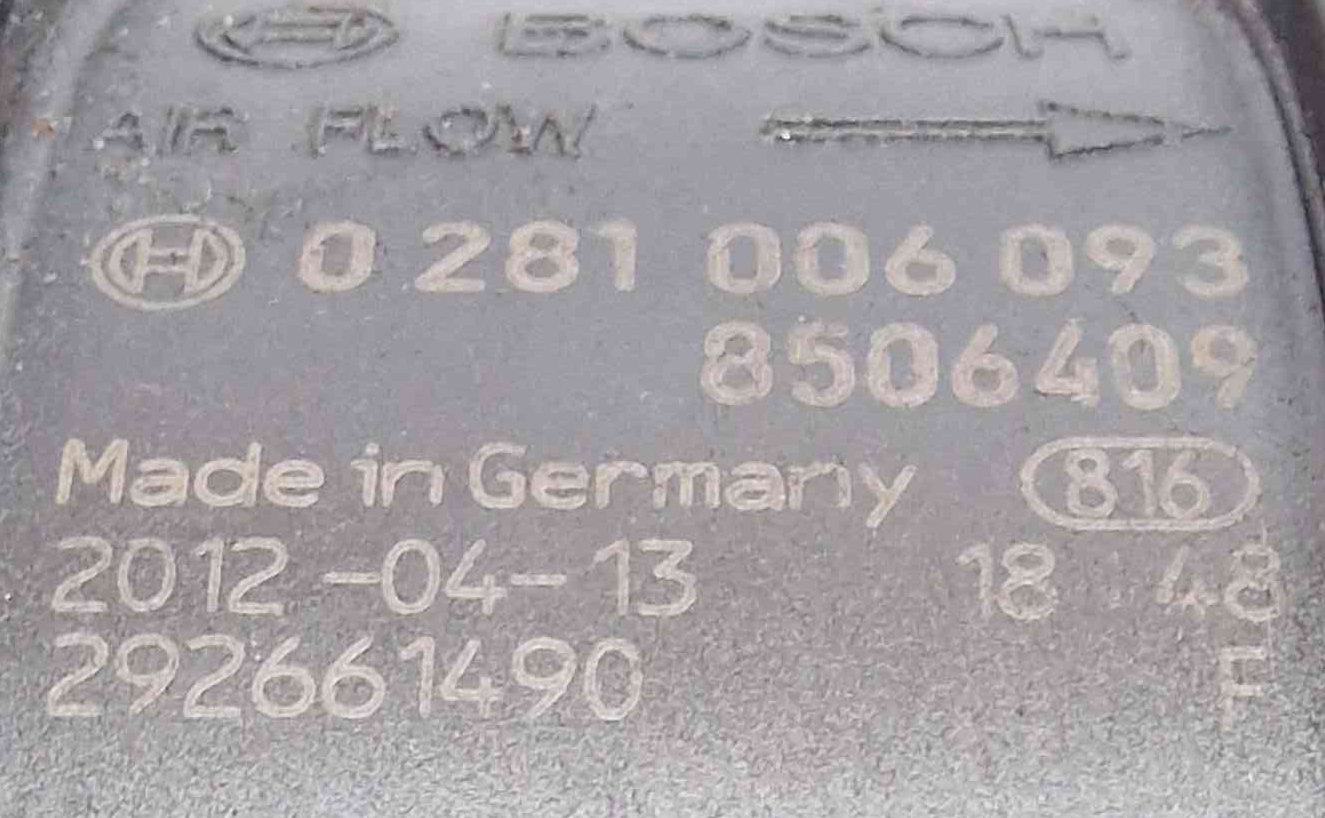 BOSCH
AIR FLOW
0 281 006 093
8506409
Made in Germany 816
2012-04-13 18:48
292661490